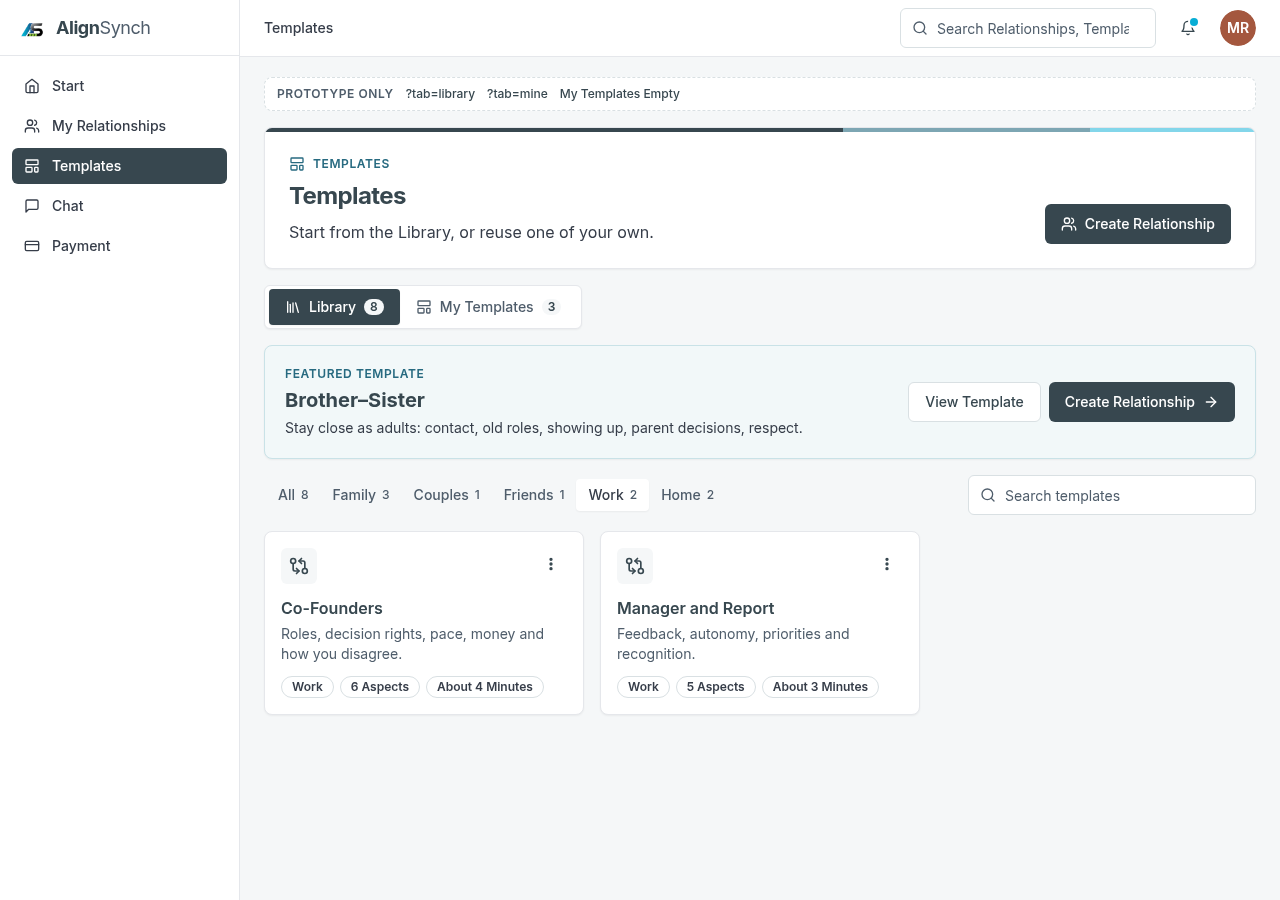 AlignSynch
Templates
Search Relationships, Templa
MR
Start
My Relationships
Templates
Chat
Payment
PROTOTYPE ONLY ?tab=library ?tab=mine My Templates Empty
TEMPLATES
Templates
Start from the Library, or reuse one of your own.
Create Relationship
Library 8
My Templates 3
FEATURED TEMPLATE
Brother–Sister
Stay close as adults: contact, old roles, showing up, parent decisions, respect.
View Template
Create Relationship
All 8 Family 3 Couples 1 Friends 1 Work 2 Home 2
Search templates
Co-Founders
Roles, decision rights, pace, money and
how you disagree.
Work 6 Aspects About 4 Minutes
Manager and Report
Feedback, autonomy, priorities and
recognition.
Work 5 Aspects About 3 Minutes